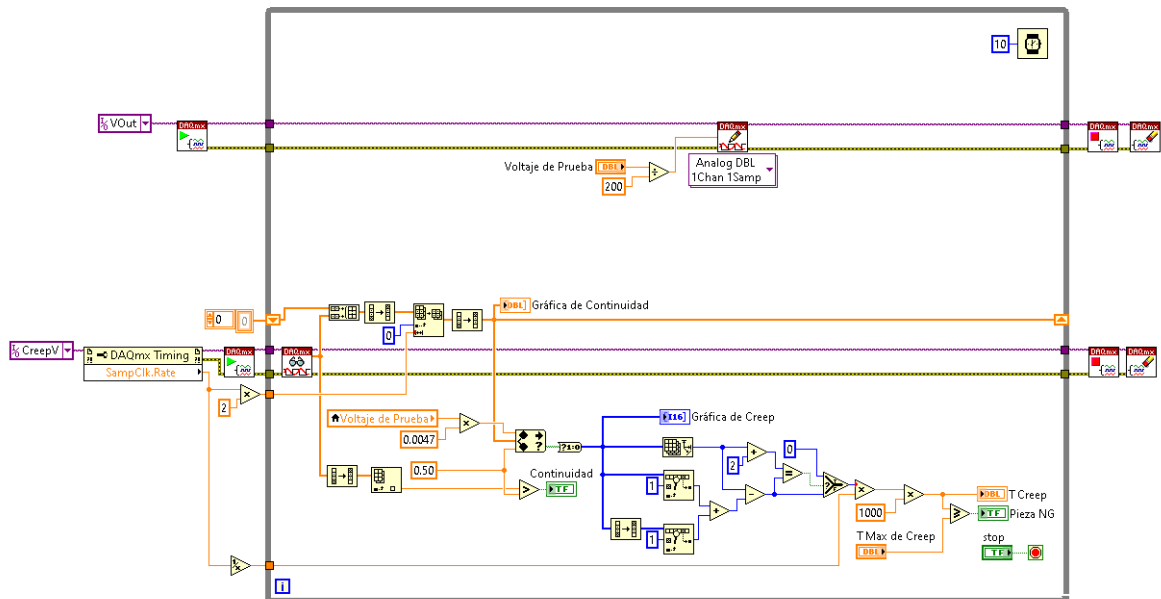 10
VOut
DAQmx
DAQmx
DAQmx
DAQmx
Voltaje de Prueba
DBL
200
Analog DBL
1Chan 1Samp
0
0
DBL
Gráfica de Continuidad
0
CreepV
DAQmx Timing
SampClk.Rate
DAQmx
DAQmx
DAQmx
DAQmx
2
Voltaje de Prueba
0.0047
I16
Gráfica de Creep
?1:0
0
2
0.50
Continuidad
TF
1
1
1000
DBL
T Creep
TF
Pieza NG
T Max de Creep
DBL
stop
TF
i